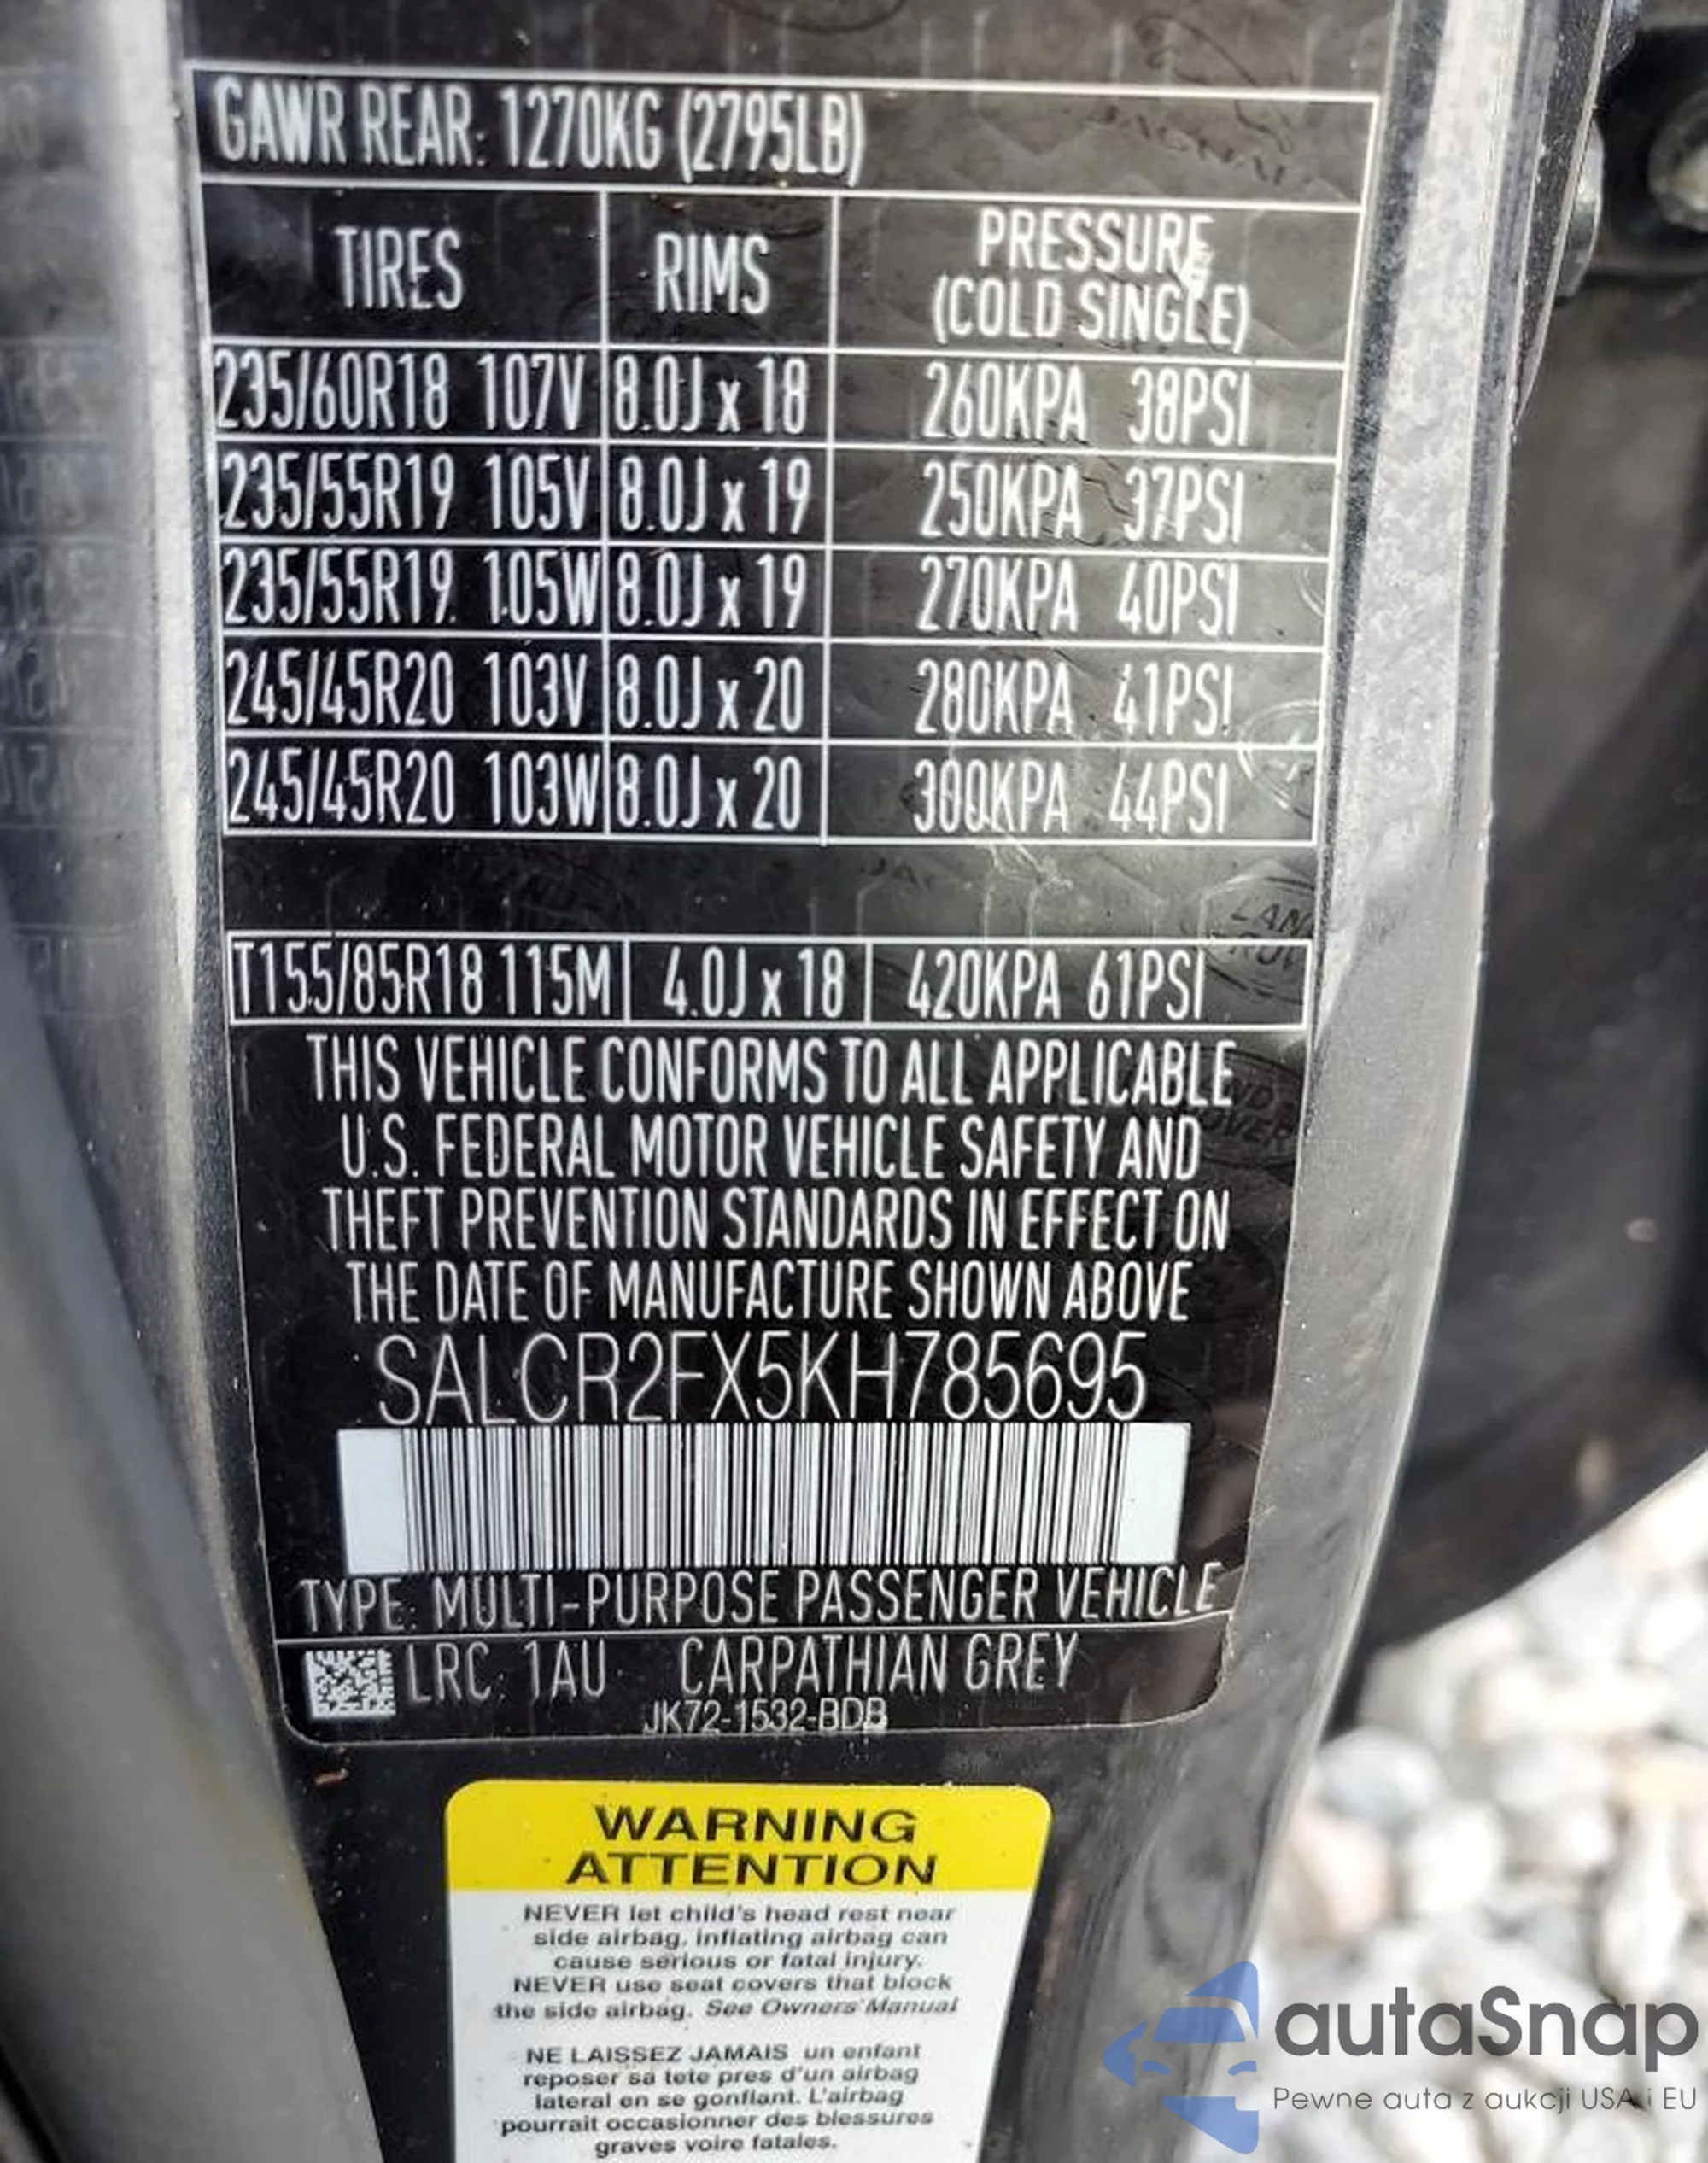 GAWR REAR: 1270KG (2795LB)
TIRES RIMS PRESSURE (COLD SINGLE)
235/60R18 107V 8.0J x 18 260KPA 38PSI
235/55R19 105V 8.0J x 19 250KPA 37PSI
235/55R19 105W 8.0J x 19 270KPA 40PSI
245/45R20 103V 8.0J x 20 280KPA 41PSI
245/45R20 103W 8.0J x 20 300KPA 44PSI
T155/85R18 115M 4.0J x 18 420KPA 61PSI
THIS VEHICLE CONFORMS TO ALL APPLICABLE
U.S. FEDERAL MOTOR VEHICLE SAFETY AND
THEFT PREVENTION STANDARDS IN EFFECT ON
THE DATE OF MANUFACTURE SHOWN ABOVE
SALCR2FX5KH785695
TYPE: MULTI-PURPOSE PASSENGER VEHICLE
LRC: 1AU CARPATHIAN GREY
JK72-1532-BDB
WARNING
ATTENTION
NEVER let child's head rest near
side airbag, inflating airbag can
cause serious or fatal injury.
NEVER use seat covers that block
the side airbag. See Owners' Manual
NE LAISSEZ JAMAIS un enfant
reposer sa tete pres d'un airbag
lateral en se gonflant. L'airbag
pourrait occasionner des blessures
graves voire fatales.
autaSnap
Pewne auta z aukcji USA i EU